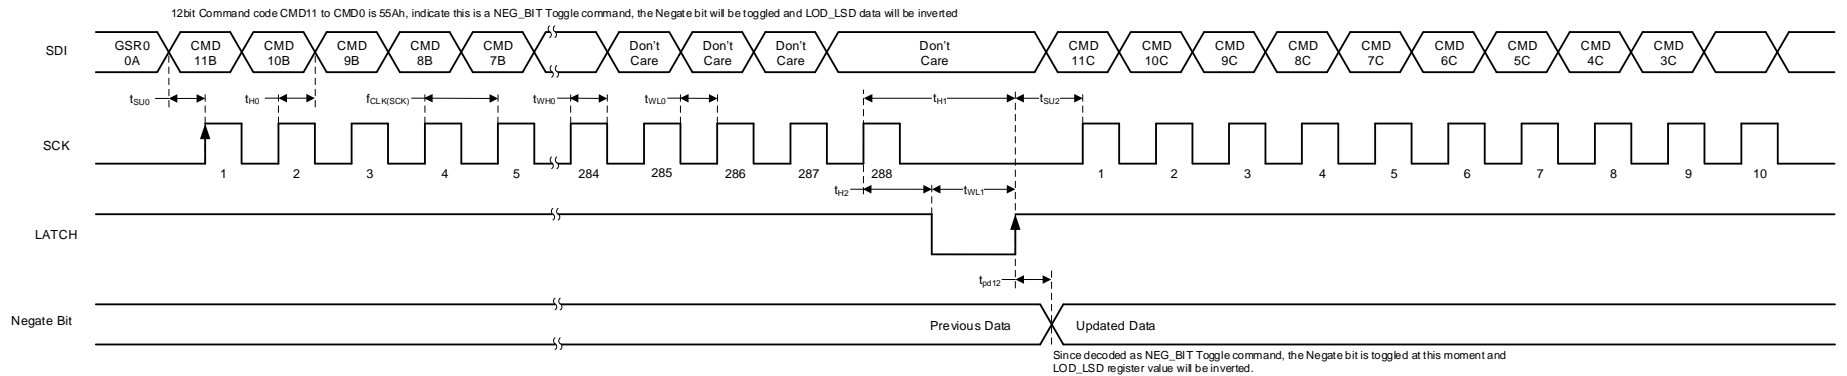 12bit Command code CMD11 to CMD0 is 55Ah, indicate this is a NEG_BIT Toggle command, the Negate bit will be toggled and LOD_LSD data will be inverted
SDI
GSR0 0A
CMD 11B
CMD 10B
CMD 9B
CMD 8B
CMD 7B
Don't Care
Don't Care
Don't Care
Don't Care
CMD 11C
CMD 10C
CMD 9C
CMD 8C
CMD 7C
CMD 6C
CMD 5C
CMD 4C
CMD 3C
tSU0
tH0
fCLK(SCK)
tWH0
tWL0
tH1
tSU2
SCK
1 2 3 4 5 284 285 286 287 288 1 2 3 4 5 6 7 8 9 10
tH2
tWL1
LATCH
tpd12
Negate Bit
Previous Data
Updated Data
Since decoded as NEG_BIT Toggle command, the Negate bit is toggled at this moment and
LOD_LSD register value will be inverted.